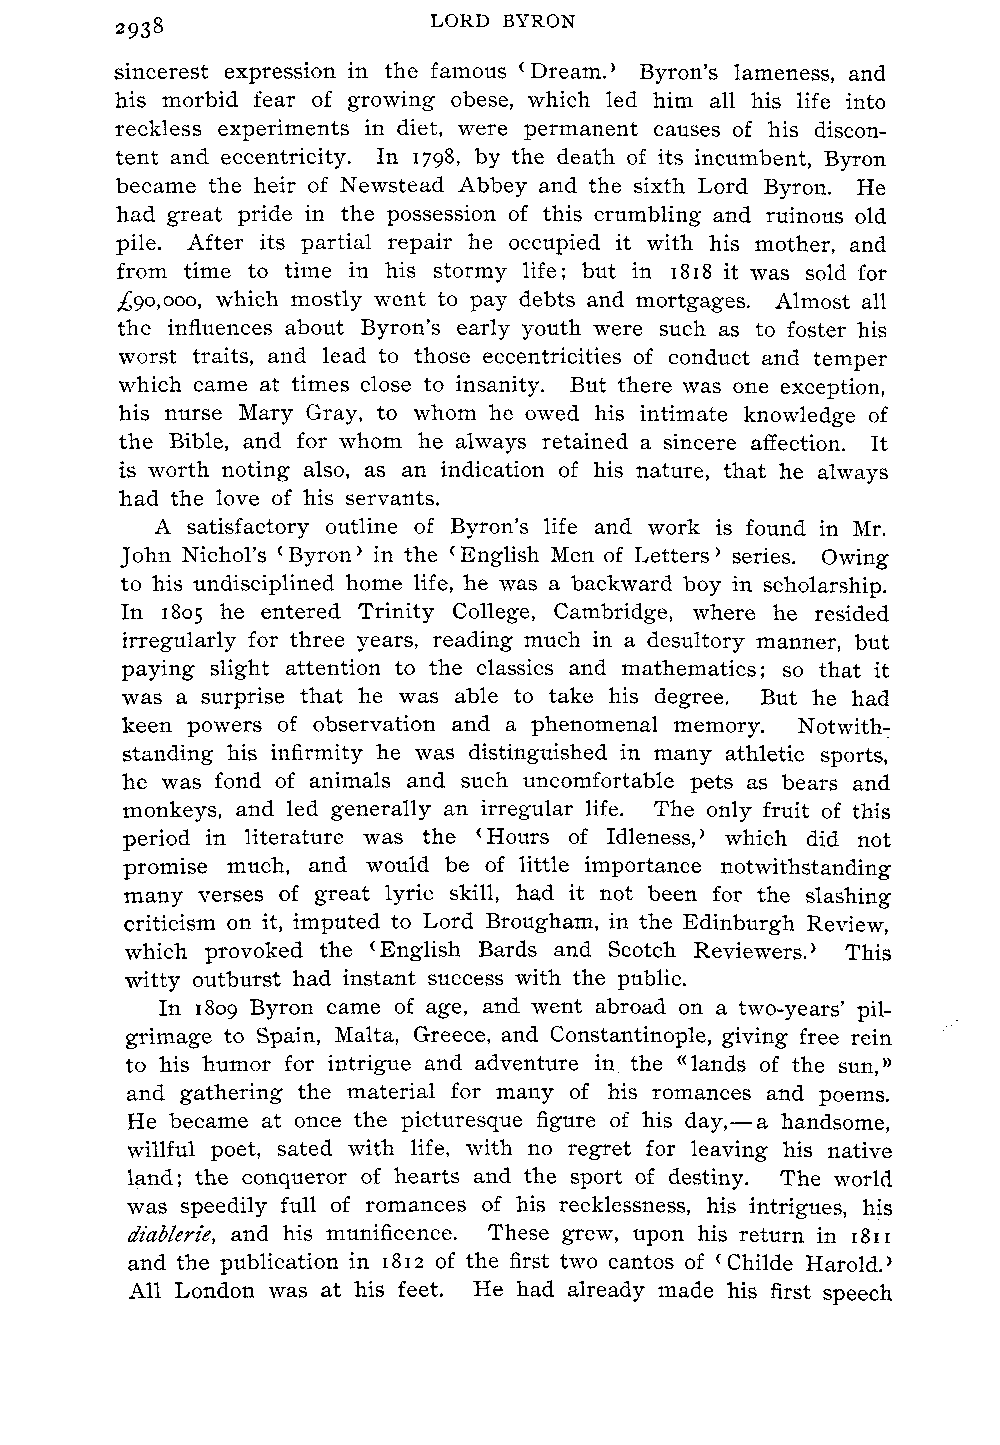 2938
LORD BYRON
sincerest expression in the famous ‘Dream.’ Byron's lameness, and
his morbid fear of growing obese, which led him all his life into
reckless experiments in diet, were permanent causes of his discon-
tent and eccentricity. In 1798, by the death of its incumbent, Byron
became the heir of Newstead Abbey and the sixth Lord Byron. He
had great pride in the possession of this crumbling and ruinous old
pile. After its partial repair he occupied it with his mother, and
from time to time in his stormy life; but in 1818 it was sold for
£90,000, which mostly went to pay debts and mortgages. Almost all
the influences about Byron's early youth were such as to foster his
worst traits, and lead to those eccentricities of conduct and temper
which came at times close to insanity. But there was one exception,
his nurse Mary Gray, to whom he owed his intimate knowledge of
the Bible, and for whom he always retained a sincere affection. It
is worth noting also, as an indication of his nature, that he always
had the love of his servants.
A satisfactory outline of Byron's life and work is found in Mr.
John Nichol's ‘Byron’ in the ‘English Men of Letters’ series. Owing
to his undisciplined home life, he was a backward boy in scholarship.
In 1805 he entered Trinity College, Cambridge, where he resided
irregularly for three years, reading much in a desultory manner, but
paying slight attention to the classics and mathematics; so that it
was a surprise that he was able to take his degree. But he had
keen powers of observation and a phenomenal memory. Notwith-
standing his infirmity he was distinguished in many athletic sports,
he was fond of animals and such uncomfortable pets as bears and
monkeys, and led generally an irregular life. The only fruit of this
period in literature was the ‘Hours of Idleness,’ which did not
promise much, and would be of little importance notwithstanding
many verses of great lyric skill, had it not been for the slashing
criticism on it, imputed to Lord Brougham, in the Edinburgh Review,
which provoked the ‘English Bards and Scotch Reviewers.’ This
witty outburst had instant success with the public.
In 1809 Byron came of age, and went abroad on a two-years' pil-
grimage to Spain, Malta, Greece, and Constantinople, giving free rein
to his humor for intrigue and adventure in the “lands of the sun,”
and gathering the material for many of his romances and poems.
He became at once the picturesque figure of his day,—a handsome,
willful poet, sated with life, with no regret for leaving his native
land; the conqueror of hearts and the sport of destiny. The world
was speedily full of romances of his recklessness, his intrigues, his
diablerie, and his munificence. These grew, upon his return in 1811
and the publication in 1812 of the first two cantos of ‘Childe Harold.’
All London was at his feet. He had already made his first speech